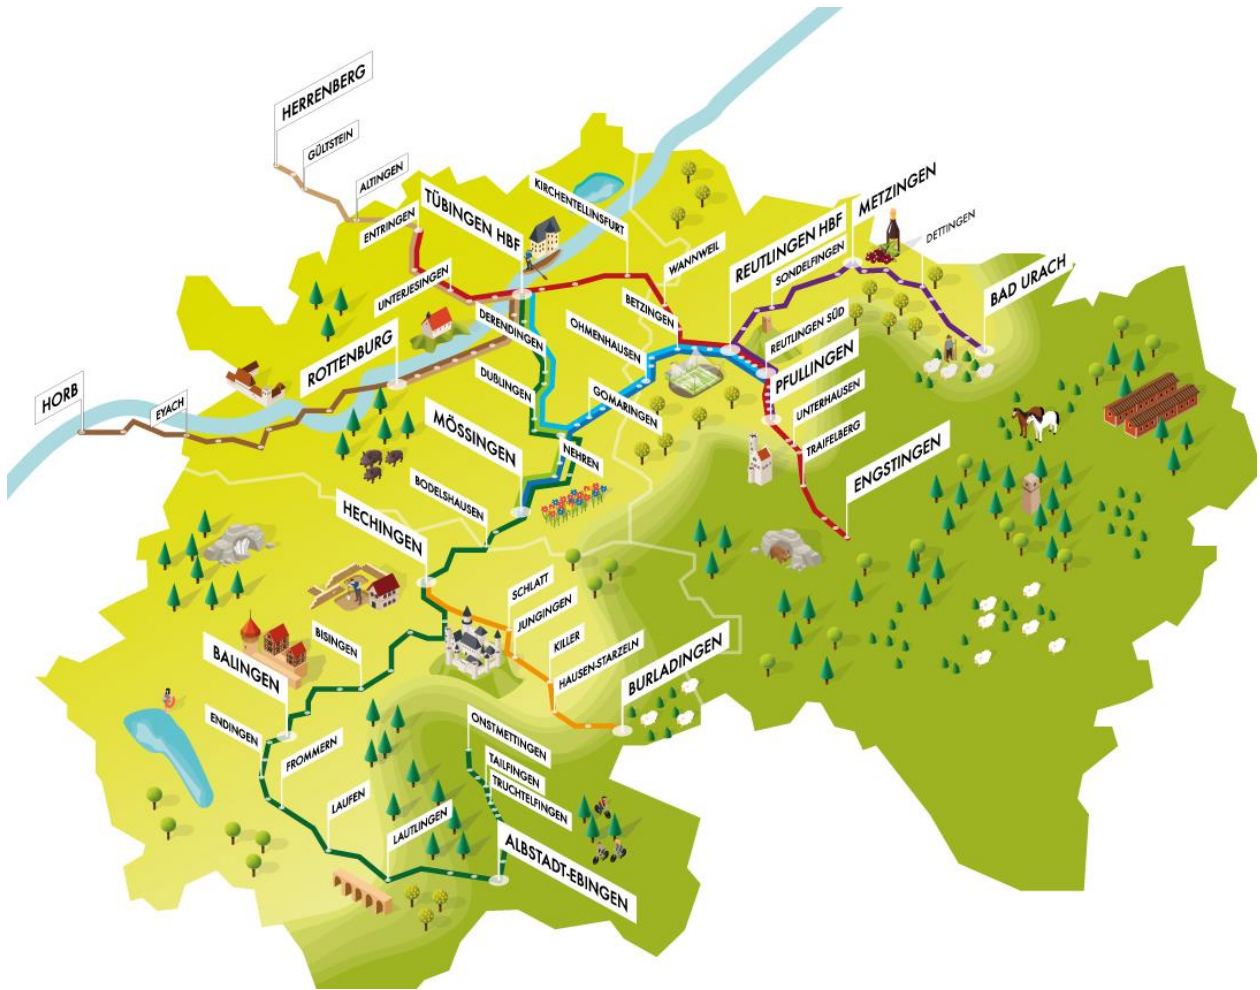 HERRENBERG
GÜLTSTEIN
ALTINGEN
ENTRINGEN
TÜBINGEN HBF
KIRCHENTELLINSFURT
WANNWEIL
REUTLINGEN HBF
METZINGEN
SONDELFINGEN
DETTINGEN
BAD URACH
UNTERJESINGEN
BETZINGEN
REUTLINGEN SÜD
DERENDINGEN
OHMENHAUSEN
PFULLINGEN
ROTTENBURG
HORB
EYACH
DUßLINGEN
GOMARINGEN
UNTERHAUSEN
TRAIFELBERG
MÖSSINGEN
NEHREN
ENGSTINGEN
BODELSHAUSEN
HECHINGEN
SCHLATT
JUNGINGEN
KILLER
HAUSEN-STARZELN
BURLADINGEN
BISINGEN
BALINGEN
ENDINGEN
FROMMERN
ONSTMETTINGEN
TAILFINGEN
TRUCHTELFINGEN
LAUFEN
LAUTLINGEN
ALBSTADT-EBINGEN